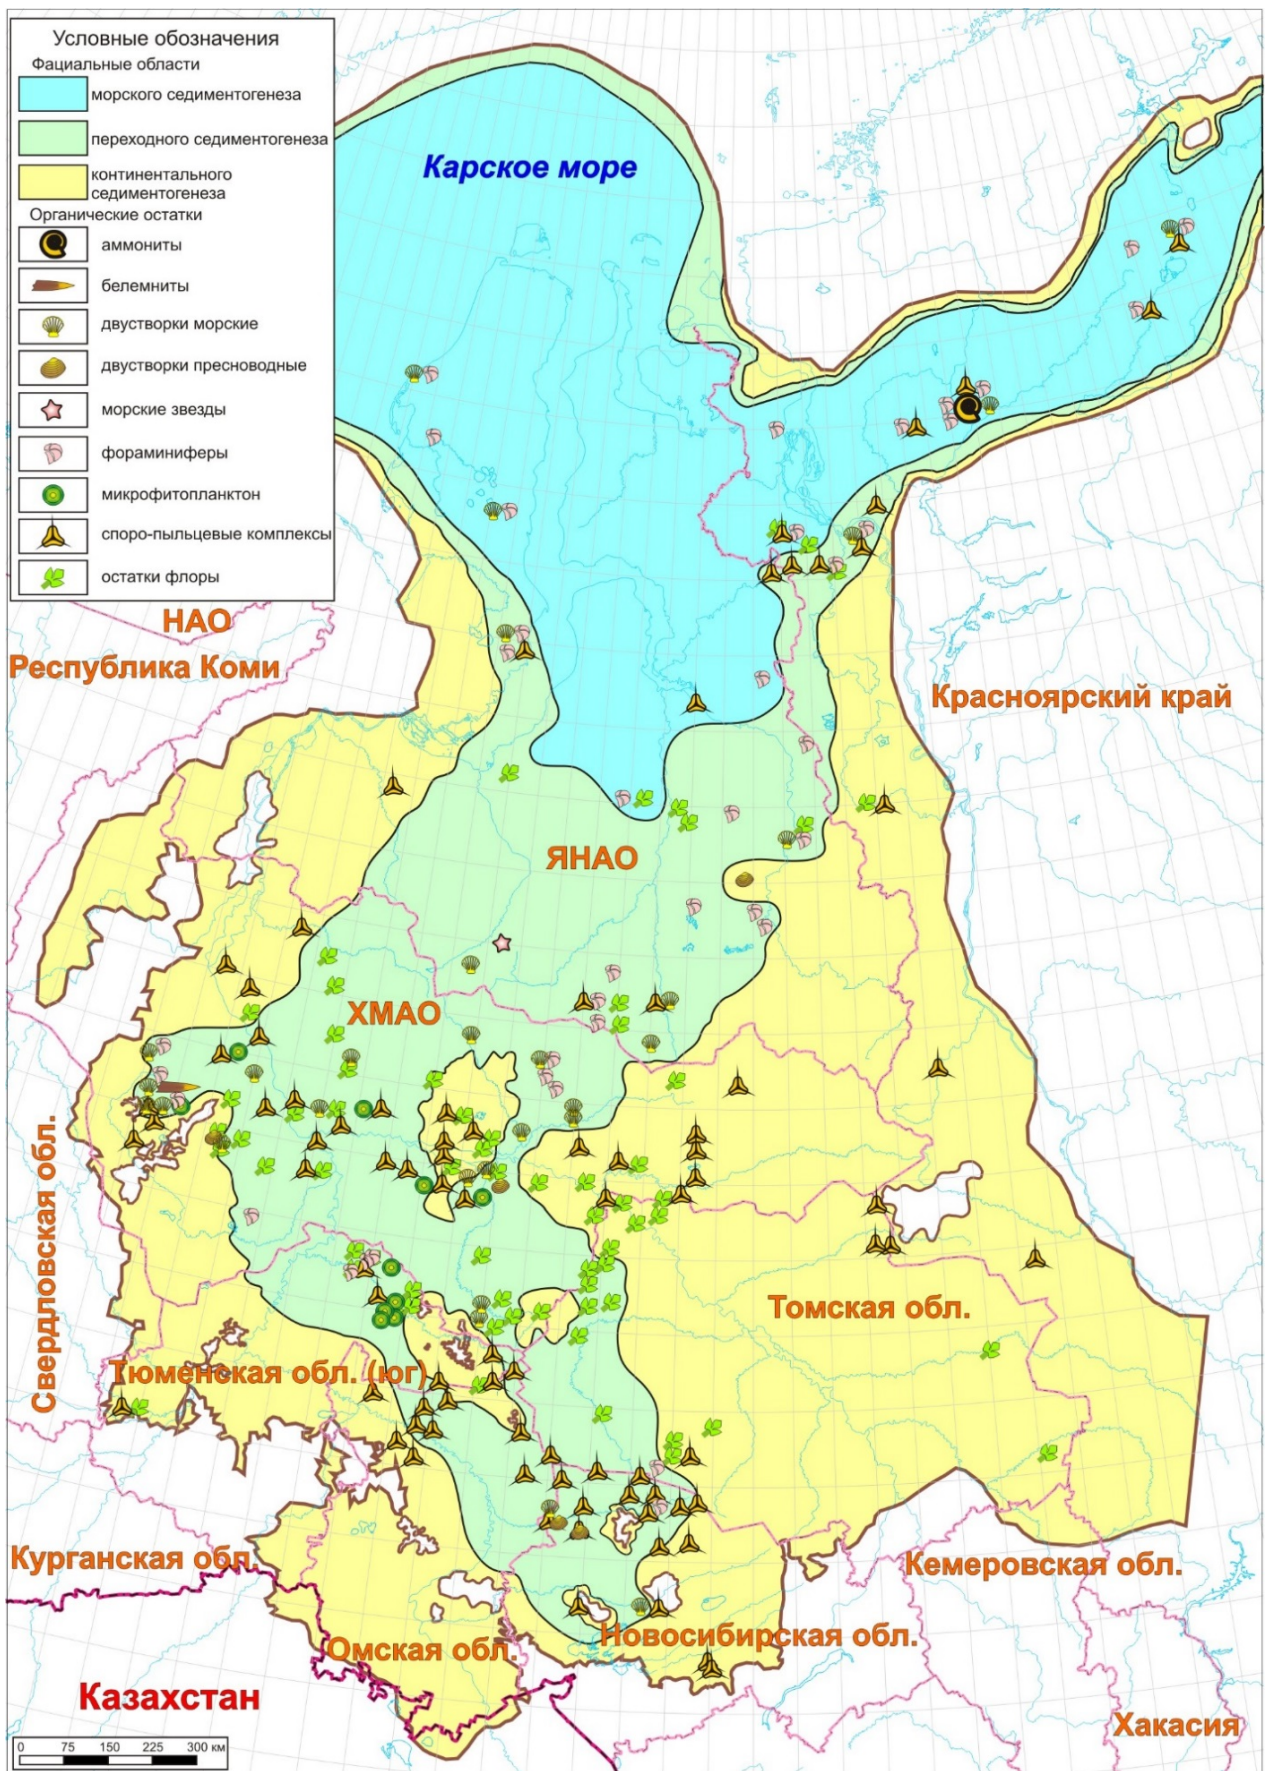 Условные обозначения
Фациальные области
морского седиментогенеза
переходного седиментогенеза
континентального
седиментогенеза
Органические остатки
аммониты
белемниты
двустворки морские
двустворки пресноводные
морские звезды
фораминиферы
микрофитопланктон
споро-пыльцевые комплексы
остатки флоры
Карское море
НАО
Республика Коми
Красноярский край
ЯНАО
ХМАО
Свердловская обл.
Томская обл.
Тюменская обл. (юг)
Курганская обл.
Кемеровская обл.
Омская обл.
Новосибирская обл.
Казахстан
Хакасия
0 75 150 225 300 км